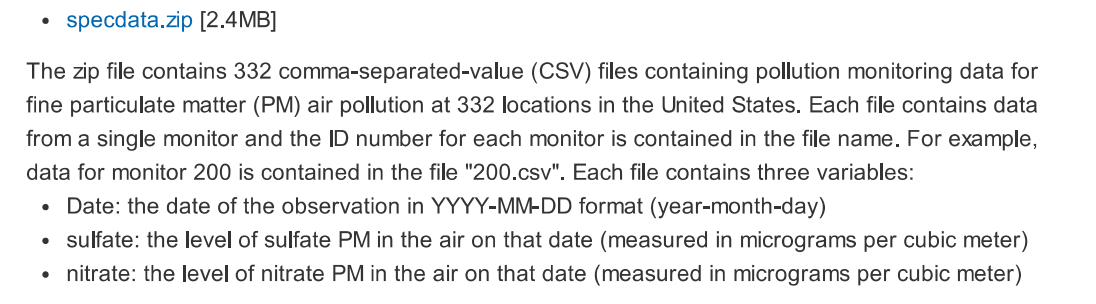 • specdata.zip [2.4MB]
The zip file contains 332 comma-separated-value (CSV) files containing pollution monitoring data for
fine particulate matter (PM) air pollution at 332 locations in the United States. Each file contains data
from a single monitor and the ID number for each monitor is contained in the file name. For example,
data for monitor 200 is contained in the file "200.csv". Each file contains three variables:
• Date: the date of the observation in YYYY-MM-DD format (year-month-day)
• sulfate: the level of sulfate PM in the air on that date (measured in micrograms per cubic meter)
• nitrate: the level of nitrate PM in the air on that date (measured in micrograms per cubic meter)